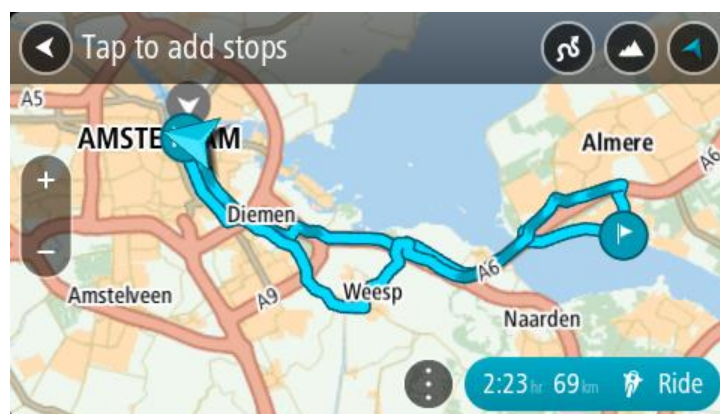 Tap to add stops
A5
AMSTE M
Almere
A6
+
Diemen
−
A6
Amstelveen
A9
Weesp
Naarden
2:23 hr 69 km Ride